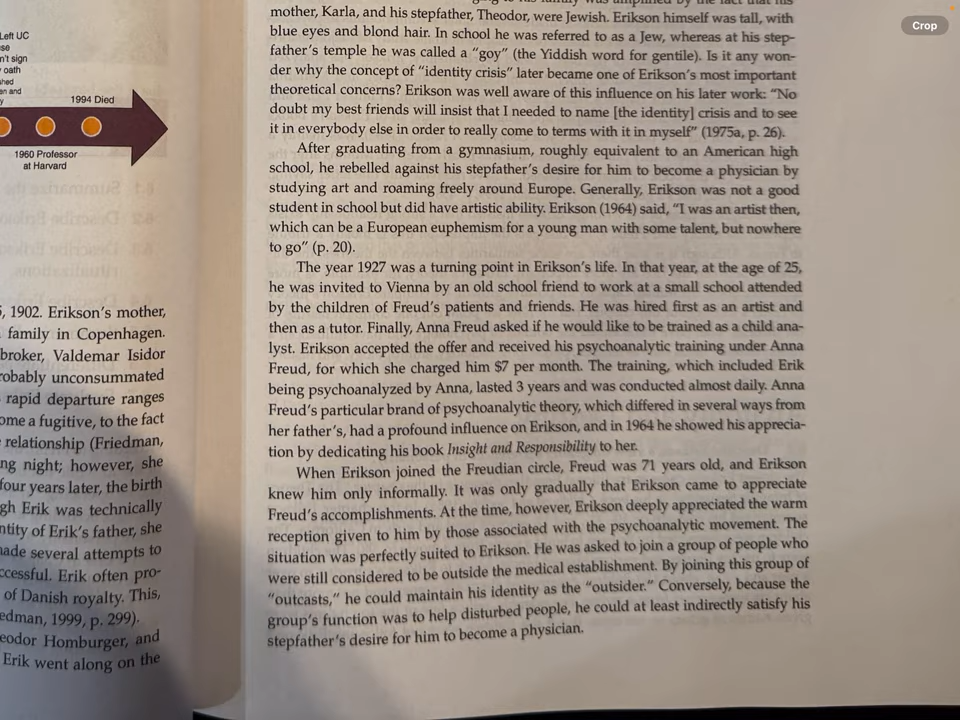 Left UC
se
n't sign
oath
shed
en and
y
1994 Died
1960 Professor
at Harvard
5, 1902. Erikson's mother,
family in Copenhagen.
broker, Valdemar Isidor
robably unconsummated
rapid departure ranges
ome a fugitive, to the fact
relationship (Friedman,
ng night; however, she
four years later, the birth
gh Erik was technically
ntity of Erik's father, she
made several attempts to
ccessful. Erik often pro-
of Danish royalty. This,
edman, 1999, p. 299).
eodor Homburger, and
Erik went along on the
mother, Karla, and his stepfather, Theodor, were Jewish. Erikson himself was tall, with
blue eyes and blond hair. In school he was referred to as a Jew, whereas at his step-
father's temple he was called a "goy" (the Yiddish word for gentile). Is it any won-
der why the concept of "identity crisis" later became one of Erikson's most important
theoretical concerns? Erikson was well aware of this influence on his later work: "No
doubt my best friends will insist that I needed to name [the identity] crisis and to see
it in everybody else in order to really come to terms with it in myself" (1975a, p. 26).
After graduating from a gymnasium, roughly equivalent to an American high
school, he rebelled against his stepfather's desire for him to become a physician by
studying art and roaming freely around Europe. Generally, Erikson was not a good
student in school but did have artistic ability. Erikson (1964) said, "I was an artist then,
which can be a European euphemism for a young man with some talent, but nowhere
to go" (p. 20).
The year 1927 was a turning point in Erikson's life. In that year, at the age of 25,
he was invited to Vienna by an old school friend to work at a small school attended
by the children of Freud's patients and friends. He was hired first as an artist and
then as a tutor. Finally, Anna Freud asked if he would like to be trained as a child ana-
lyst. Erikson accepted the offer and received his psychoanalytic training under Anna
Freud, for which she charged him $7 per month. The training, which included Erik
being psychoanalyzed by Anna, lasted 3 years and was conducted almost daily. Anna
Freud's particular brand of psychoanalytic theory, which differed in several ways from
her father's, had a profound influence on Erikson, and in 1964 he showed his apprecia-
tion by dedicating his book Insight and Responsibility to her.
When Erikson joined the Freudian circle, Freud was 71 years old, and Erikson
knew him only informally. It was only gradually that Erikson came to appreciate
Freud's accomplishments. At the time, however, Erikson deeply appreciated the warm
reception given to him by those associated with the psychoanalytic movement. The
situation was perfectly suited to Erikson. He was asked to join a group of people who
were still considered to be outside the medical establishment. By joining this group of
"outcasts," he could maintain his identity as the "outsider." Conversely, because the
group's function was to help disturbed people, he could at least indirectly satisfy his
stepfather's desire for him to become a physician.
Crop